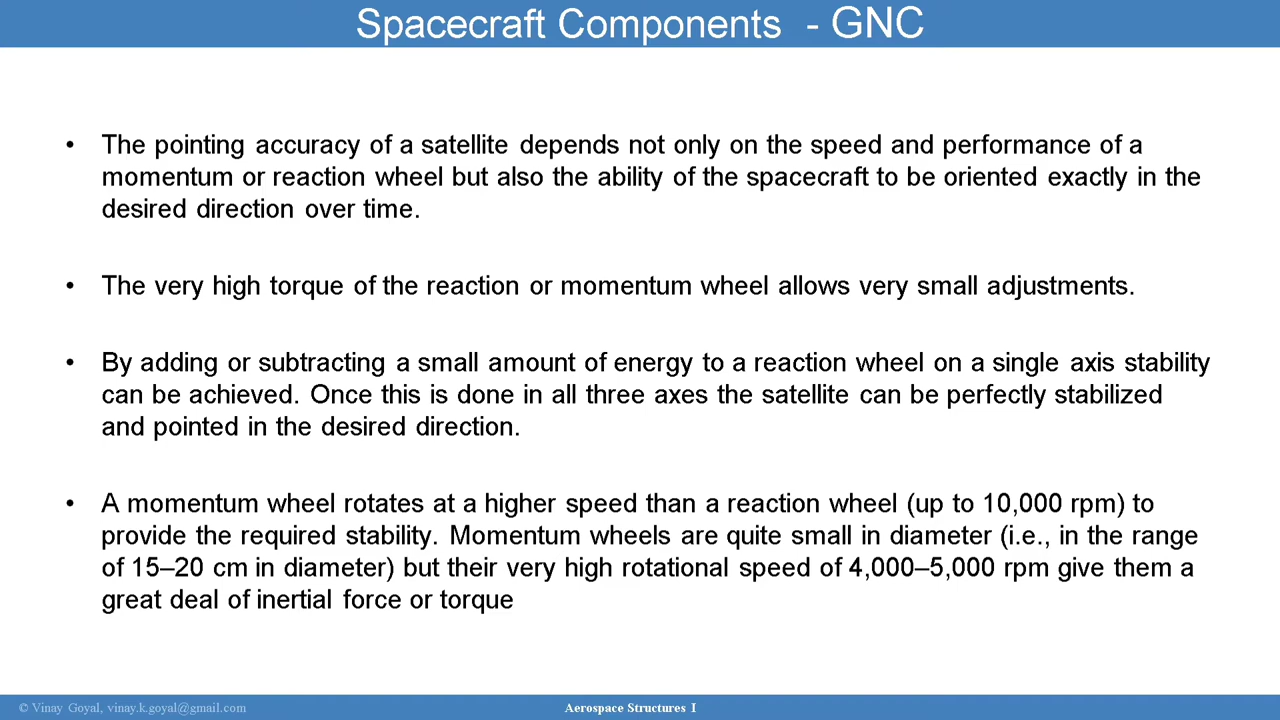 Spacecraft Components - GNC
• The pointing accuracy of a satellite depends not only on the speed and performance of a
momentum or reaction wheel but also the ability of the spacecraft to be oriented exactly in the
desired direction over time.
• The very high torque of the reaction or momentum wheel allows very small adjustments.
• By adding or subtracting a small amount of energy to a reaction wheel on a single axis stability
can be achieved. Once this is done in all three axes the satellite can be perfectly stabilized
and pointed in the desired direction.
• A momentum wheel rotates at a higher speed than a reaction wheel (up to 10,000 rpm) to
provide the required stability. Momentum wheels are quite small in diameter (i.e., in the range
of 15–20 cm in diameter) but their very high rotational speed of 4,000–5,000 rpm give them a
great deal of inertial force or torque
© Vinay Goyal, vinay.k.goyal@gmail.com
Aerospace Structures I